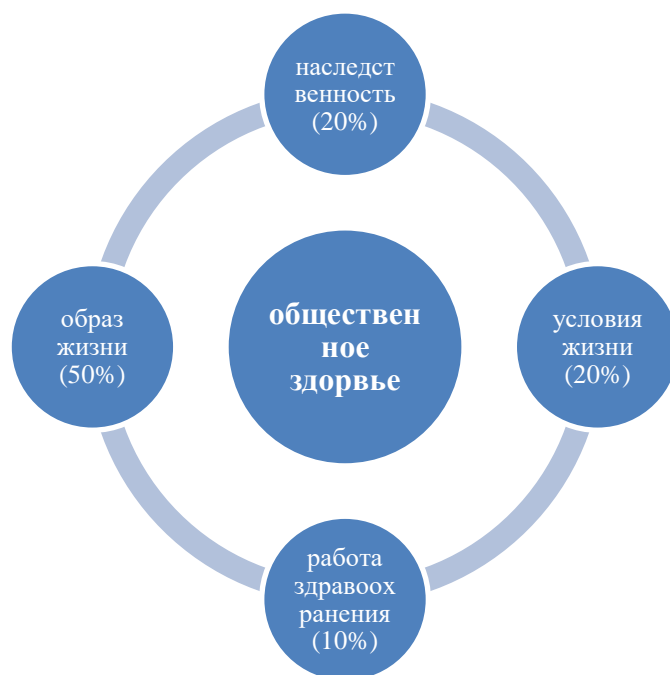 наследст
венность
(20%)
образ
жизни
(50%)
обществен
ное
здорвье
условия
жизни
(20%)
работа
здравоох
ранения
(10%)